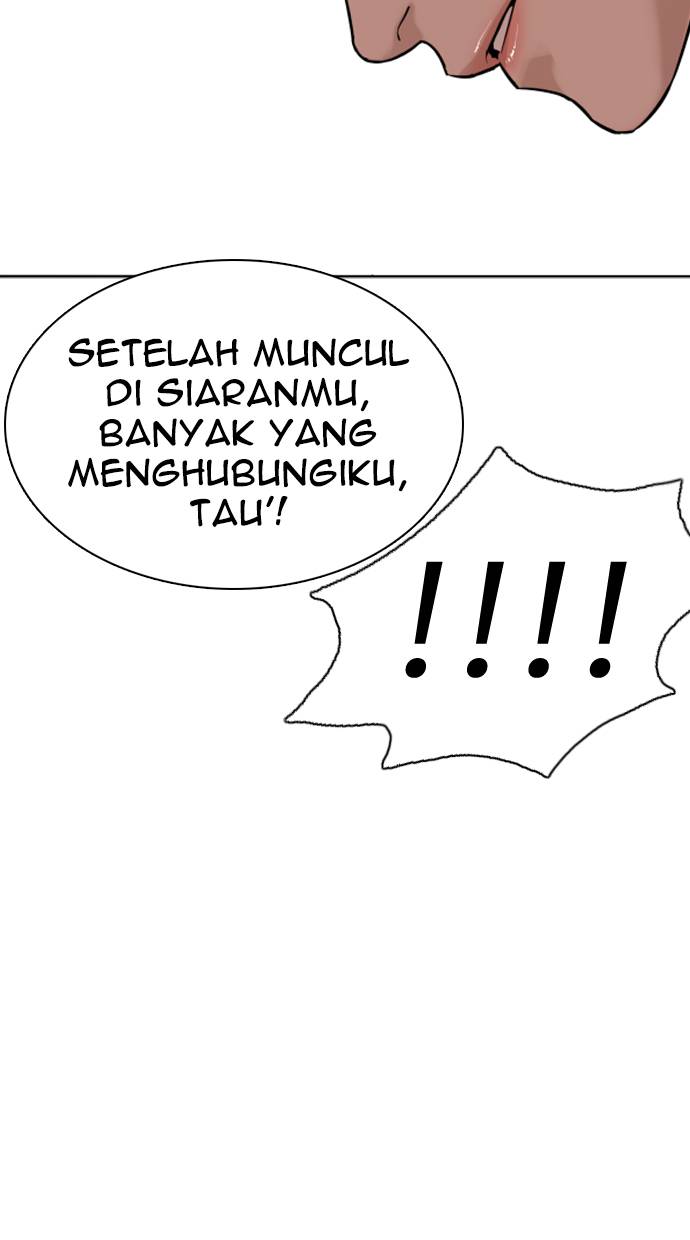 SETELAH MUNCUL
DI SIARANMU,
BANYAK YANG
MENGHUBUNGIKU,
TAU'!
!!!!